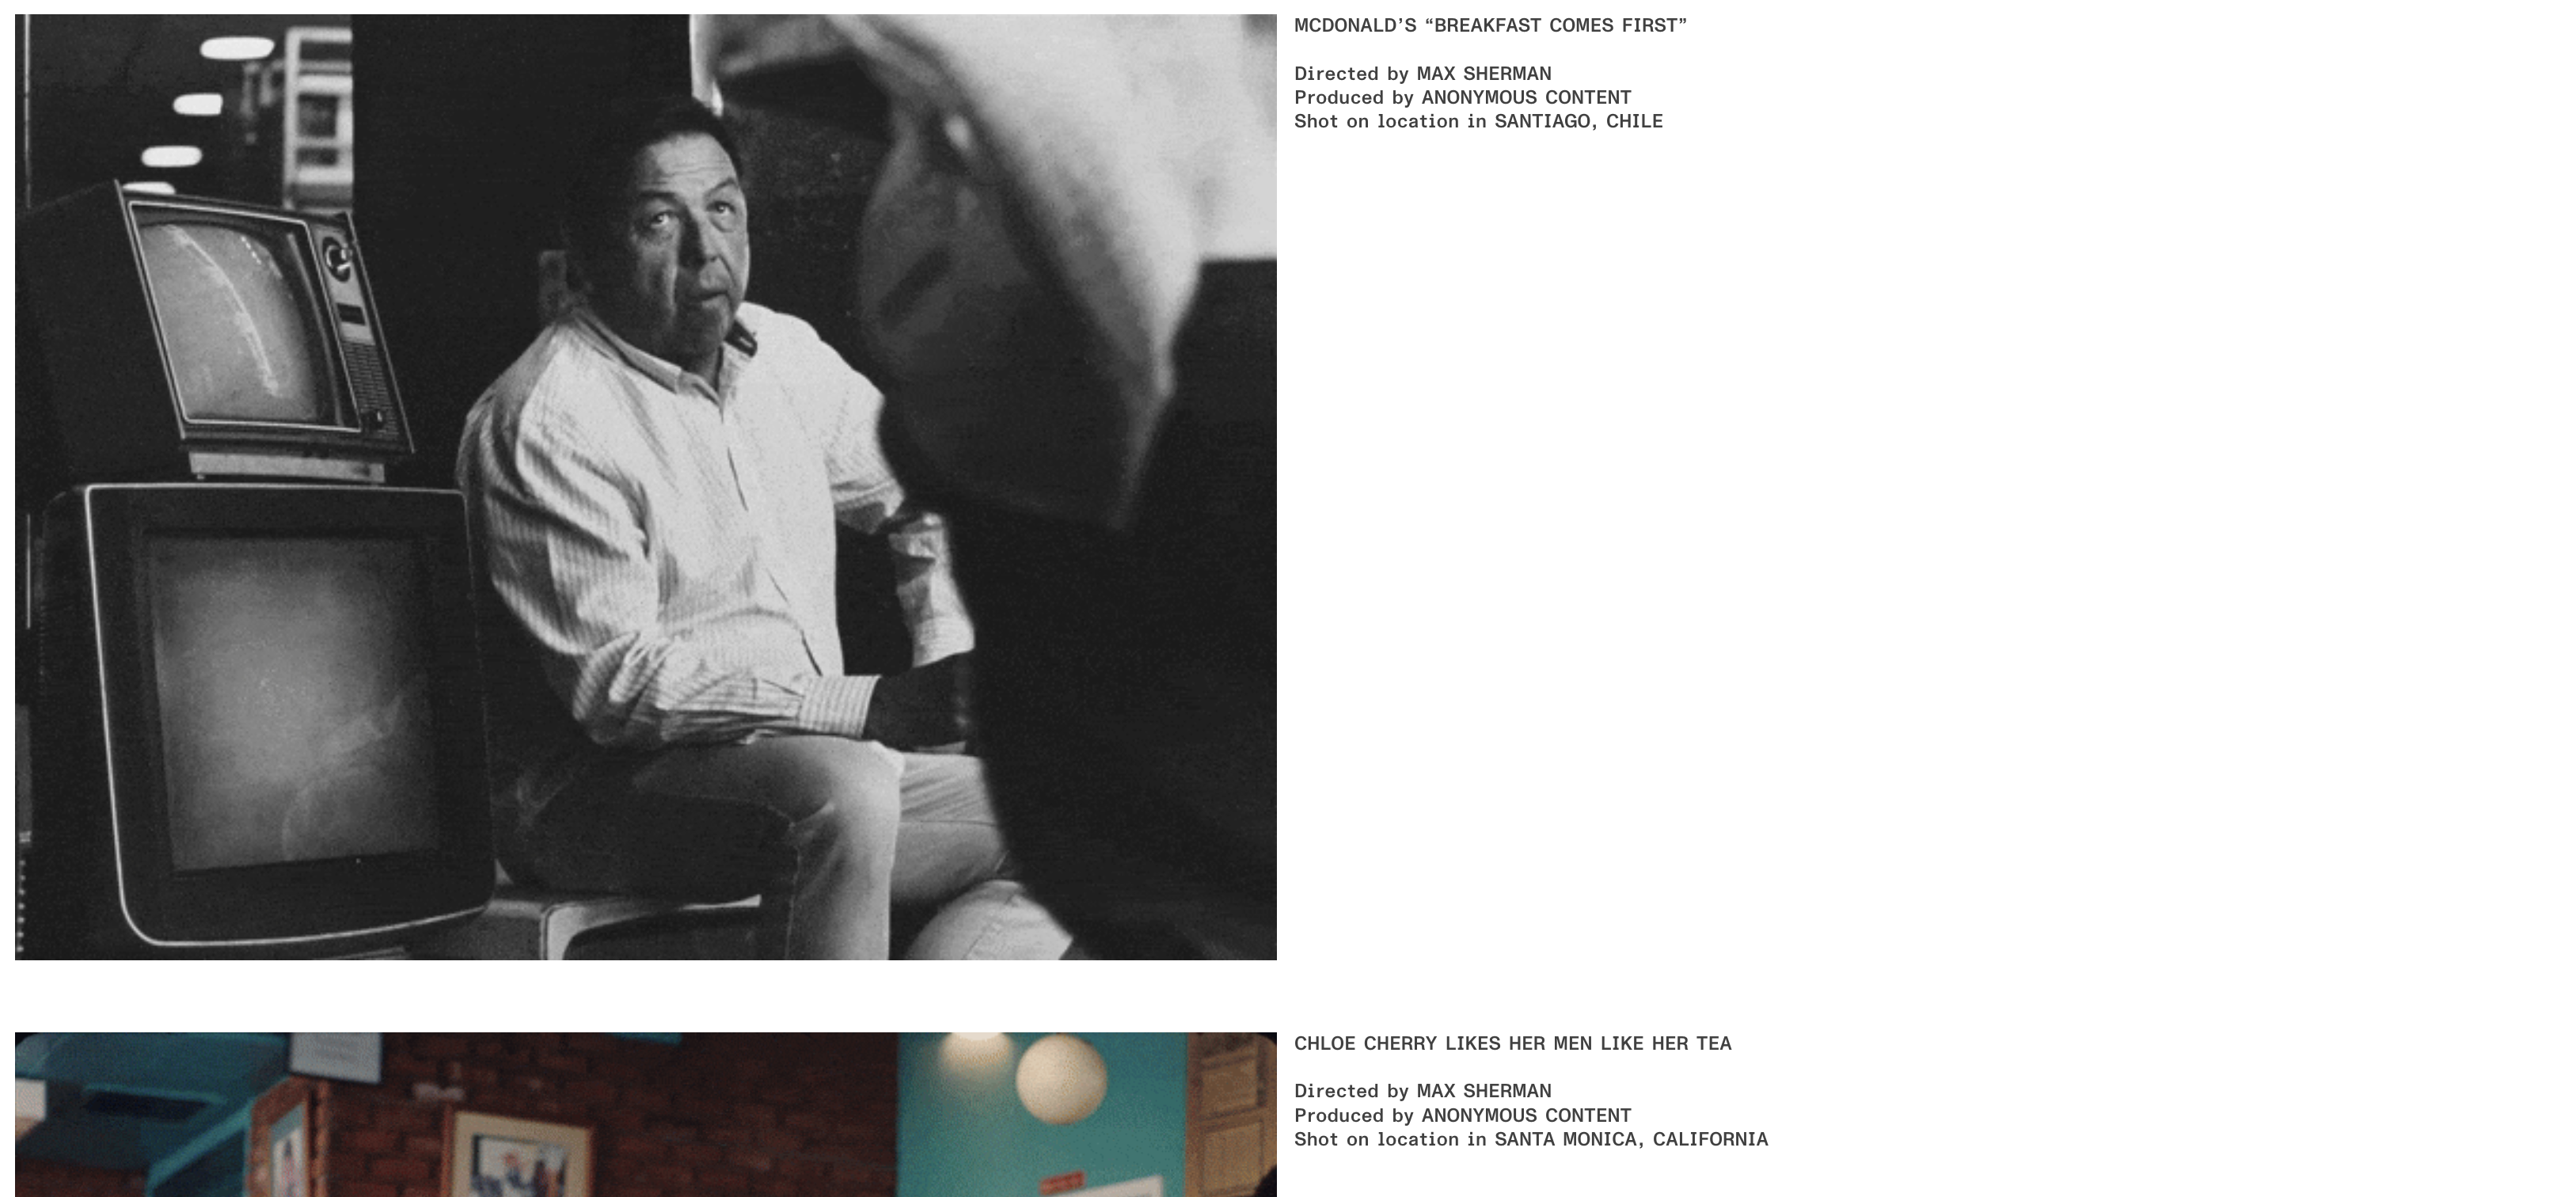 MCDONALD’S “BREAKFAST COMES FIRST”
Directed by MAX SHERMAN
Produced by ANONYMOUS CONTENT
Shot on location in SANTIAGO, CHILE
CHLOE CHERRY LIKES HER MEN LIKE HER TEA
Directed by MAX SHERMAN
Produced by ANONYMOUS CONTENT
Shot on location in SANTA MONICA, CALIFORNIA